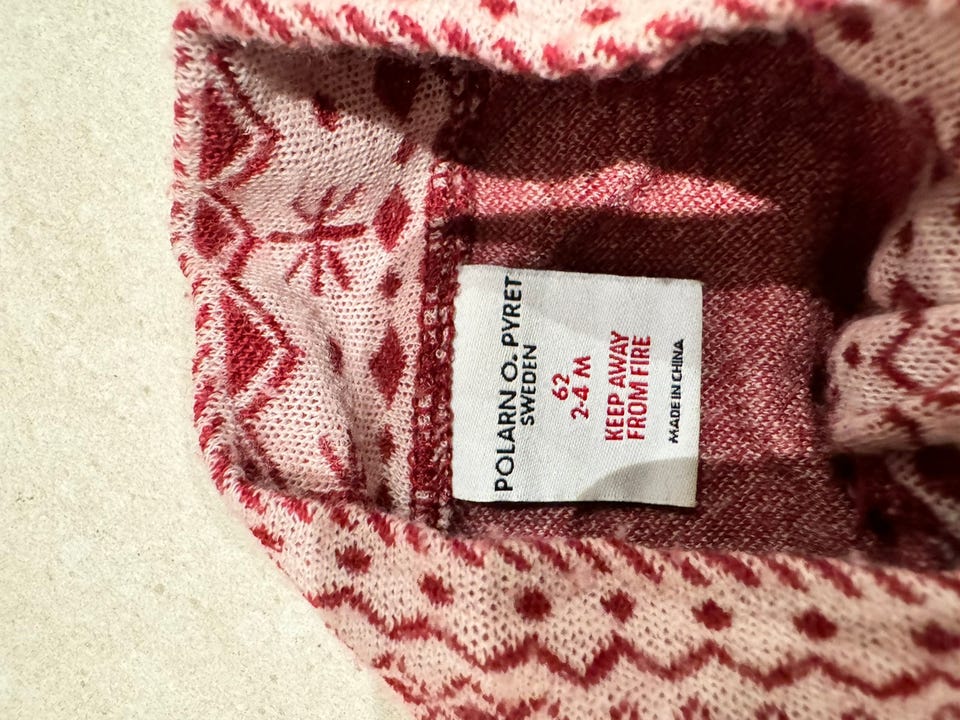 POLARN O. PYRET
SWEDEN
62
2-4 M
KEEP AWAY
FROM FIRE
MADE IN CHINA